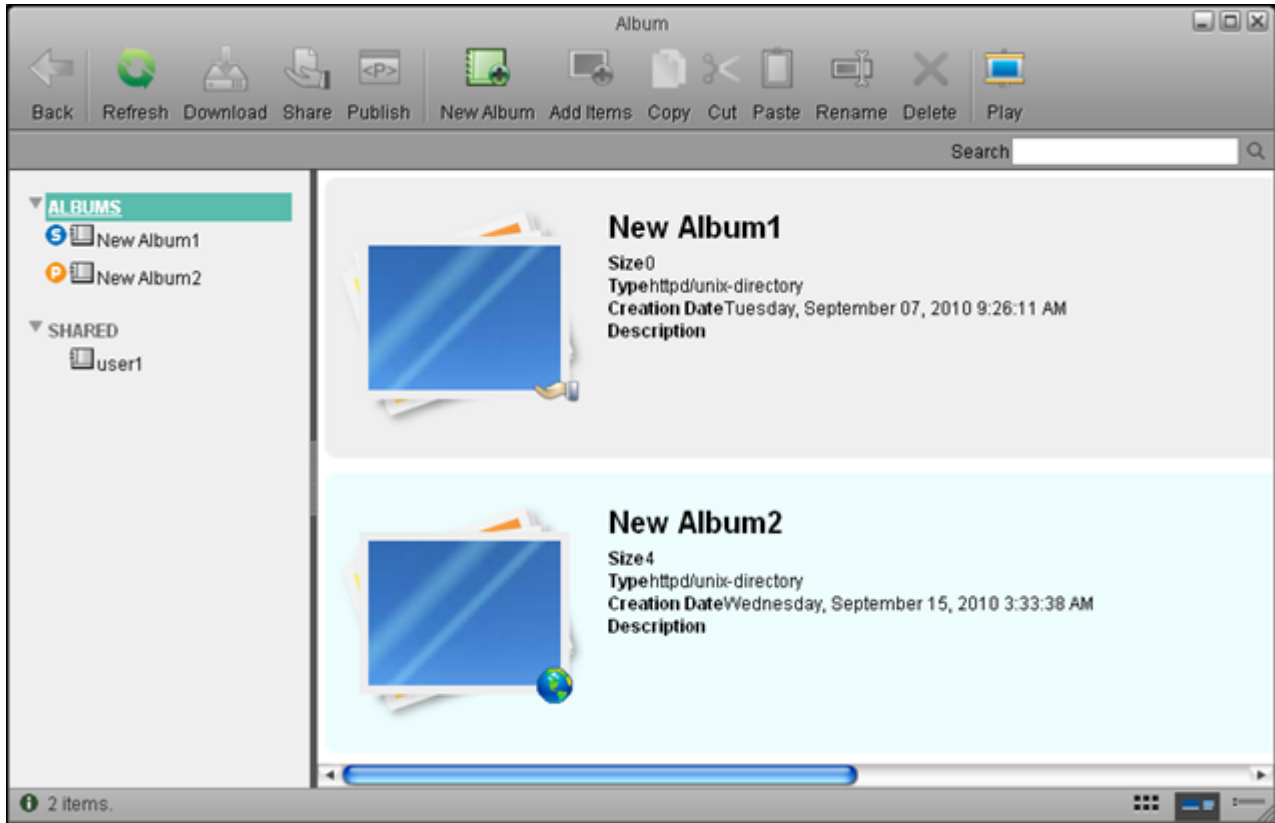 Album
Back Refresh Download Share Publish New Album Add Items Copy Cut Paste Rename Delete Play
<P>
Search
ALBUMS
S New Album1
P New Album2
SHARED
user1
New Album1
Size0
Typehttpd/unix-directory
Creation DateTuesday, September 07, 2010 9:26:11 AM
Description
New Album2
Size4
Typehttpd/unix-directory
Creation DateWednesday, September 15, 2010 3:33:38 AM
Description
2 items.